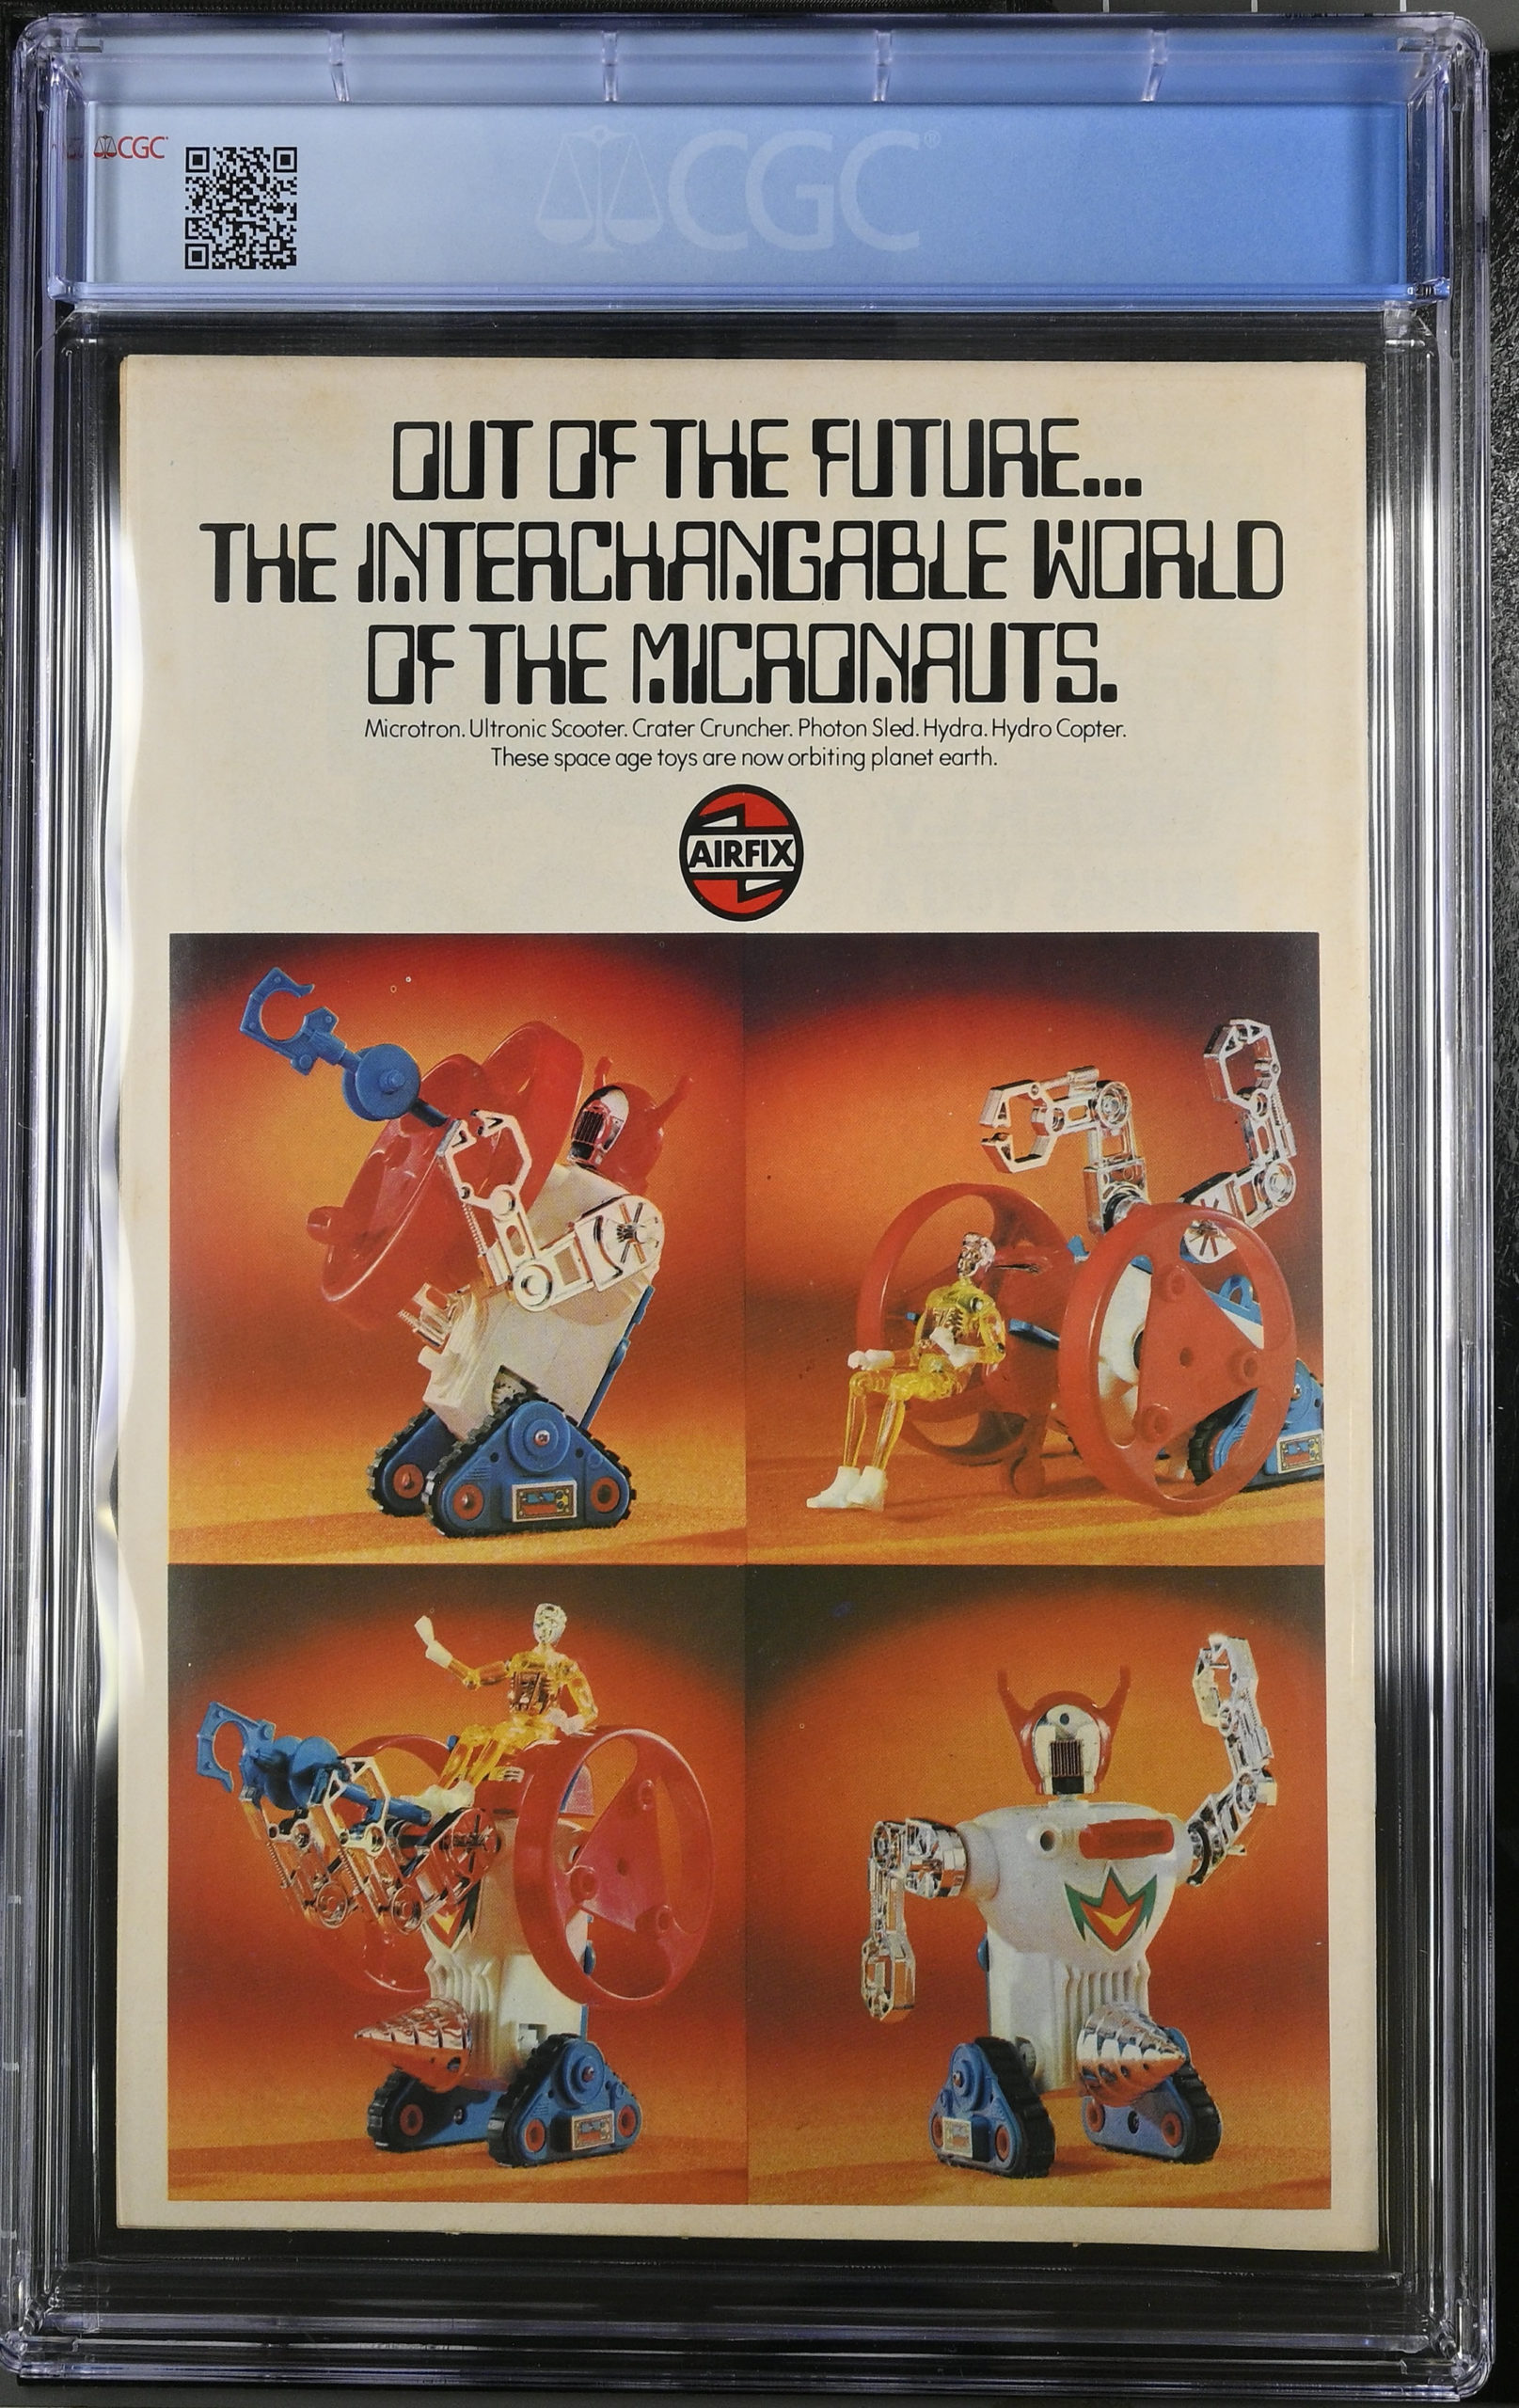 CGC
CGC®
OUT OF THE FUTURE...
THE INTERCHANGABLE WORLD
OF THE MICRONAUTS.
Microtron. Ultronic Scooter. Crater Cruncher. Photon Sled. Hydra. Hydro Copter.
These space age toys are now orbiting planet earth.
AIRFIX